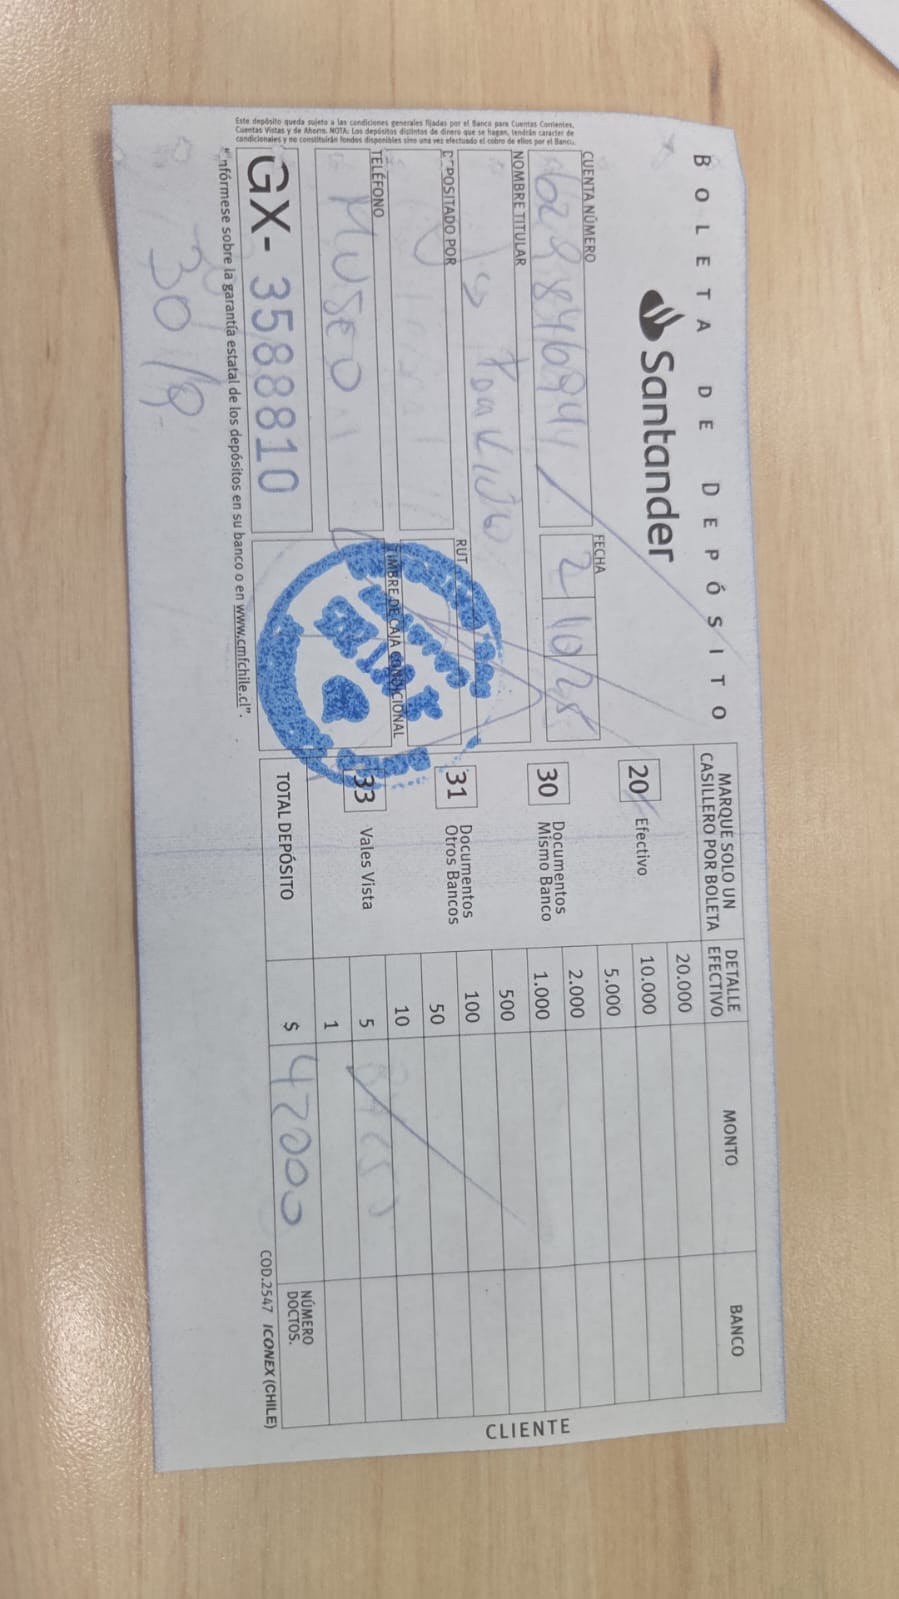 BOLETA DE DEPÓSITO
Santander
CUENTA NÚMERO
FECHA
2 10/25
NOMBRE TITULAR
DEPOSITADO POR
RUT
TELÉFONO
MUSEO
TIMBRE DE CAJA CONDICIONAL
GX- 3588810
Este depósito queda sujeto a las condiciones generales fijadas por el Banco para Cuentas Corrientes,
Cuentas Vistas y de Ahorro. NOTA: Los depósitos distintos de dinero que se hagan, tendrán carácter de
condicionales y no constituirán fondos disponibles sino una vez efectuado el cobro de ellos por el Banco.
"Infórmese sobre la garantía estatal de los depósitos en su banco o en www.cmfchile.cl".
30/9
MARQUE SOLO UN
CASILLERO POR BOLETA
DETALLE
EFECTIVO
MONTO
BANCO
20 Efectivo
30 Documentos
Mismo Banco
31 Documentos
Otros Bancos
33 Vales Vista
20.000
10.000
5.000
2.000
1.000
500
100
50
10
5
1
TOTAL DEPÓSITO $ 47000
NÚMERO
DOCTOS.
COD.2547 ICONEX (CHILE)
CLIENTE